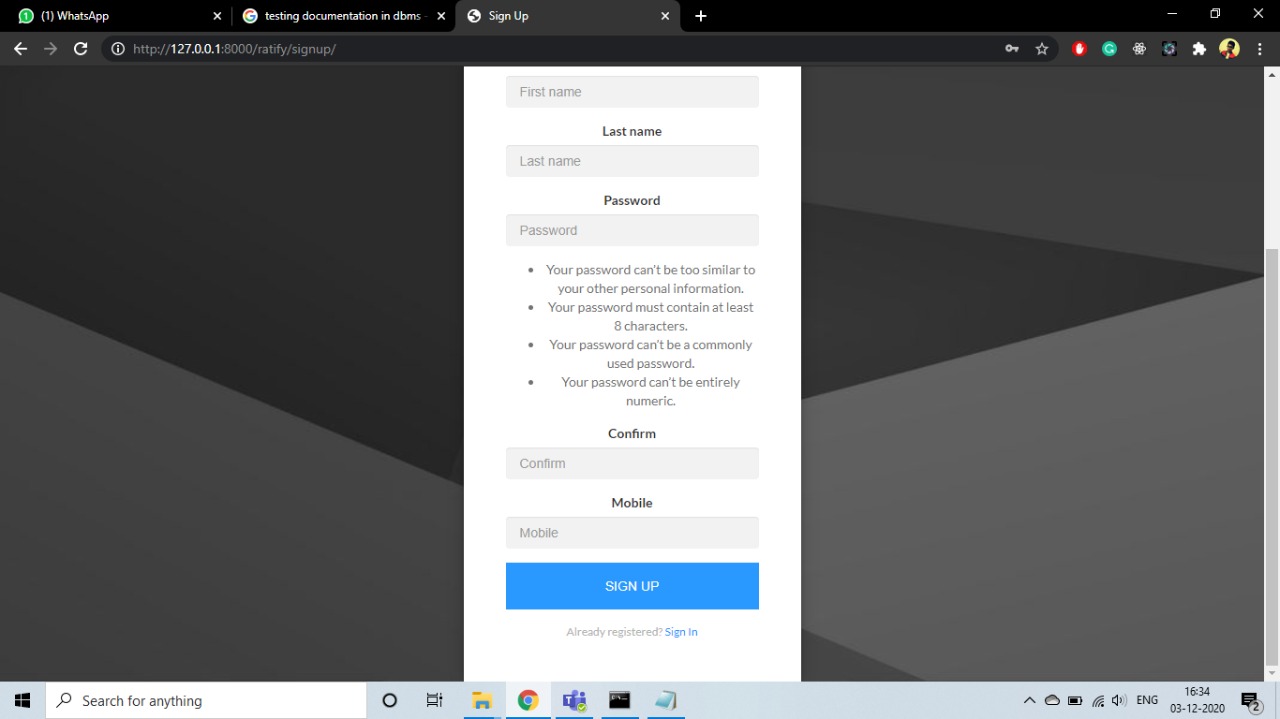 (1) WhatsApp
testing documentation in dbms -
Sign Up
http://127.0.0.1:8000/ratify/signup/
First name
Last name
Last name
Password
Password
Your password can't be too similar to
your other personal information.
Your password must contain at least
8 characters.
Your password can't be a commonly
used password.
Your password can't be entirely
numeric.
Confirm
Confirm
Mobile
Mobile
SIGN UP
Already registered? Sign In
Search for anything
ENG
16:34
03-12-2020
2